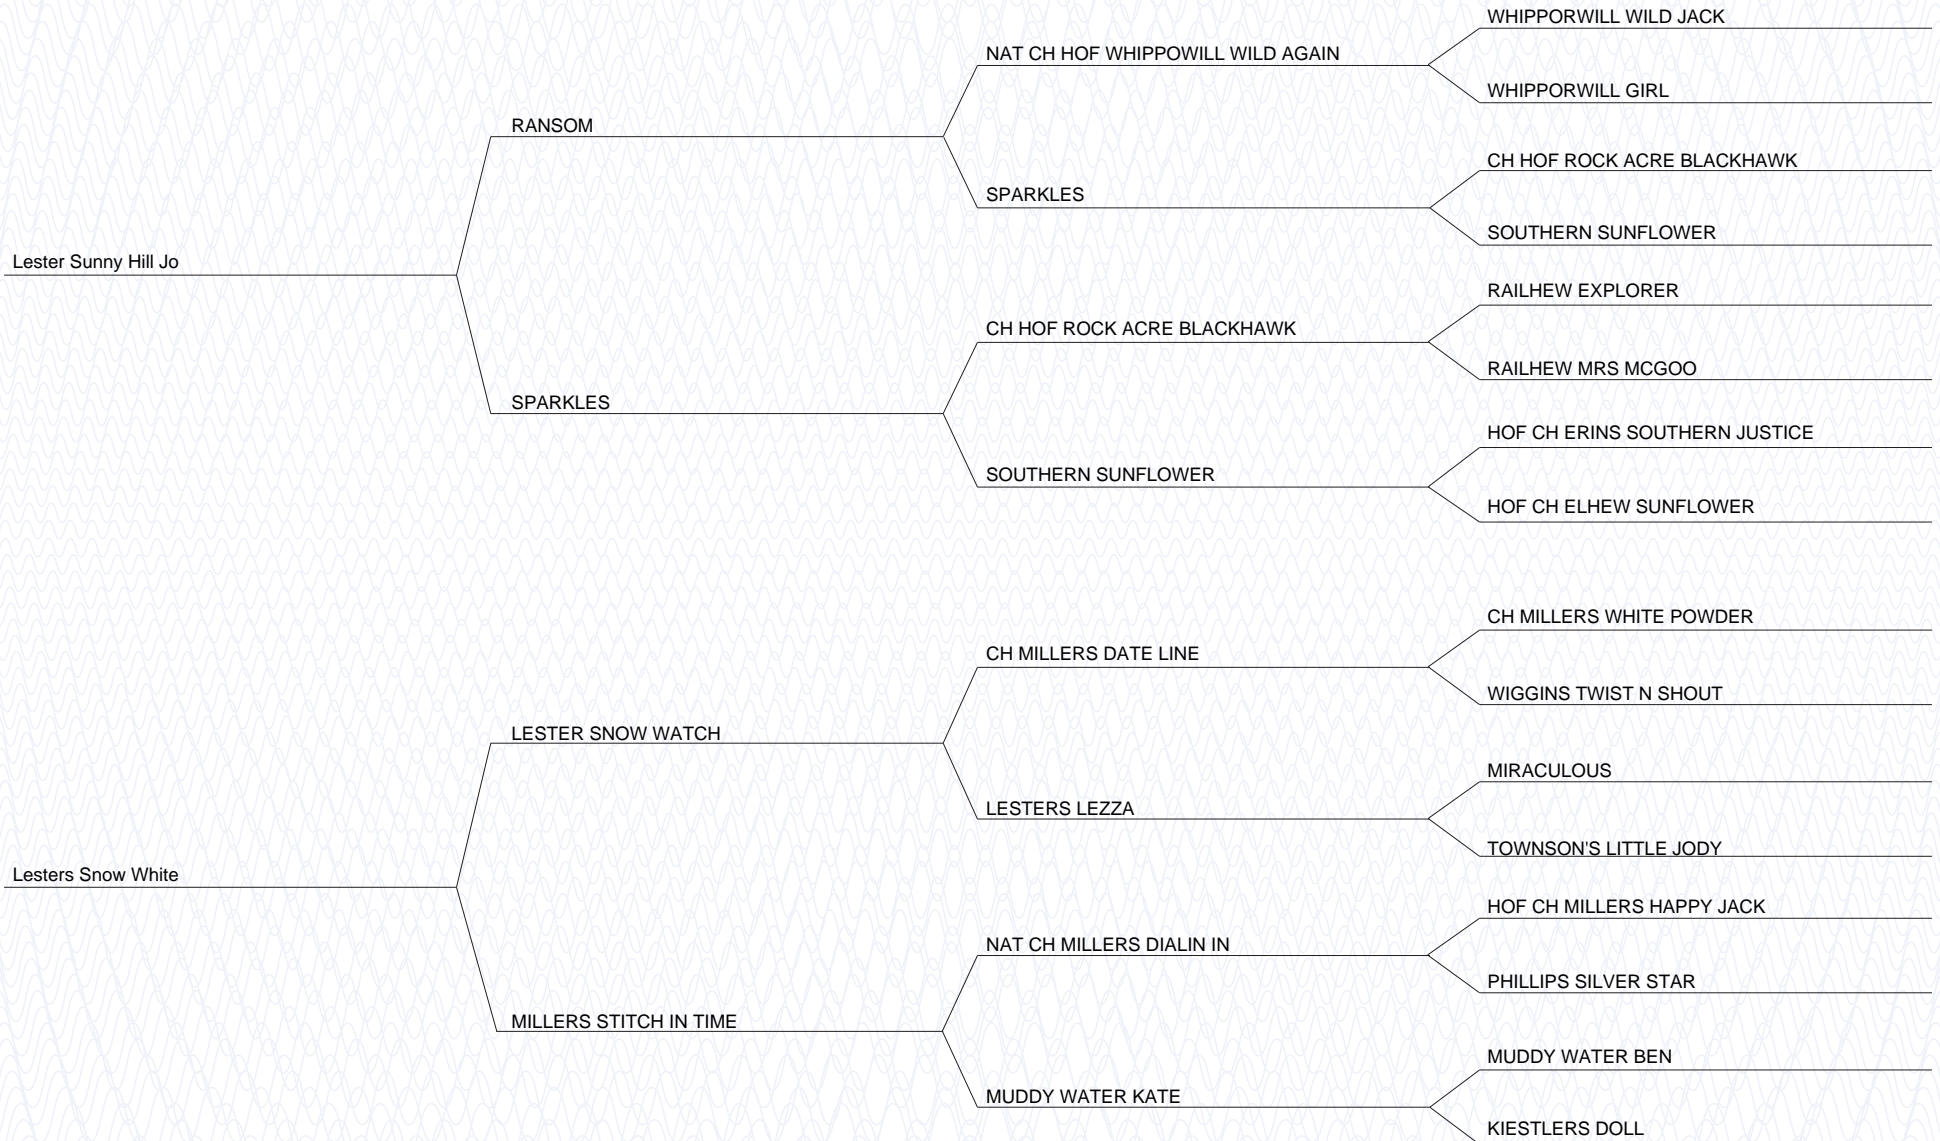 WHIPPORWILL WILD JACK
NAT CH HOF WHIPPOWILL WILD AGAIN
WHIPPORWILL GIRL
RANSOM
CH HOF ROCK ACRE BLACKHAWK
SPARKLES
SOUTHERN SUNFLOWER
Lester Sunny Hill Jo
RAILHEW EXPLORER
CH HOF ROCK ACRE BLACKHAWK
RAILHEW MRS MCGOO
SPARKLES
HOF CH ERINS SOUTHERN JUSTICE
SOUTHERN SUNFLOWER
HOF CH ELHEW SUNFLOWER
CH MILLERS WHITE POWDER
CH MILLERS DATE LINE
WIGGINS TWIST N SHOUT
LESTER SNOW WATCH
MIRACULOUS
LESTERS LEZZA
TOWNSON'S LITTLE JODY
Lesters Snow White
HOF CH MILLERS HAPPY JACK
NAT CH MILLERS DIALIN IN
PHILLIPS SILVER STAR
MILLERS STITCH IN TIME
MUDDY WATER BEN
MUDDY WATER KATE
KIESTLERS DOLL